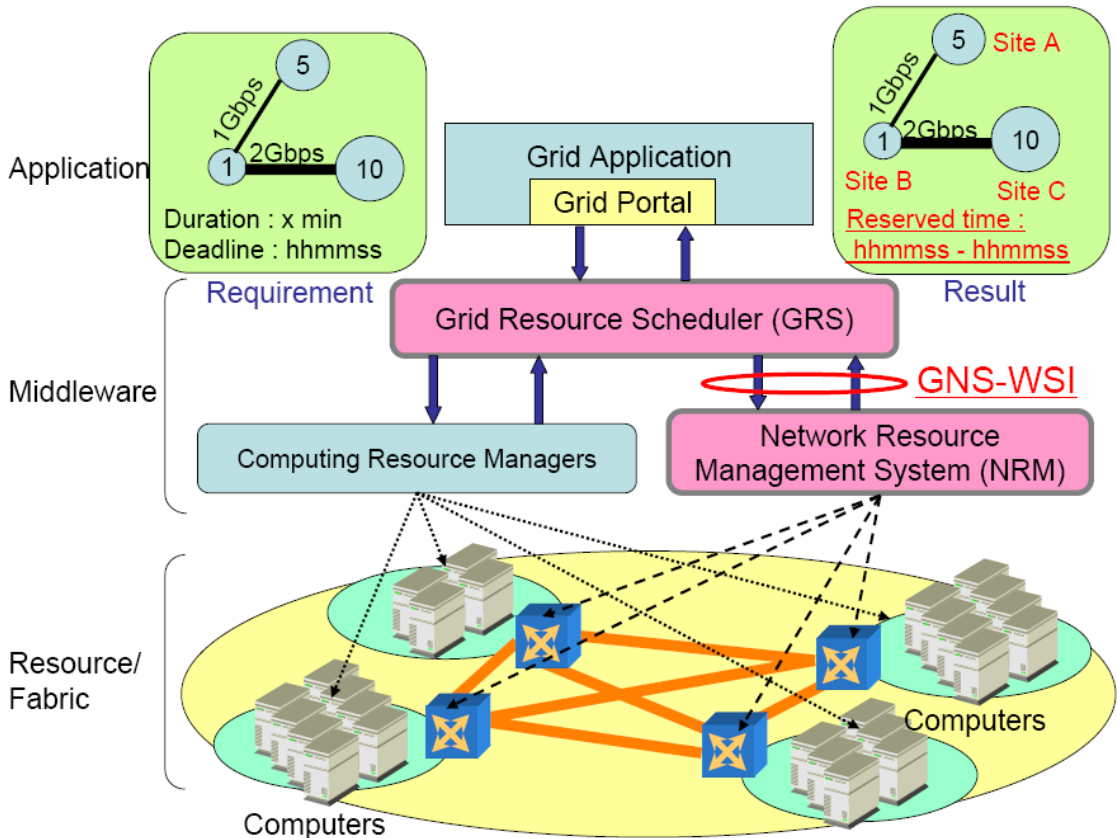 5
1Gbps
1
2Gbps
10
Duration : x min
Deadline : hhmmss
Requirement
Application
Grid Application
Grid Portal
5
Site A
1Gbps
1
2Gbps
10
Site B
Site C
Reserved time :
hhmmss - hhmmss
Result
Grid Resource Scheduler (GRS)
Middleware
GNS-WSI
Computing Resource Managers
Network Resource
Management System (NRM)
Resource/
Fabric
Computers
Computers